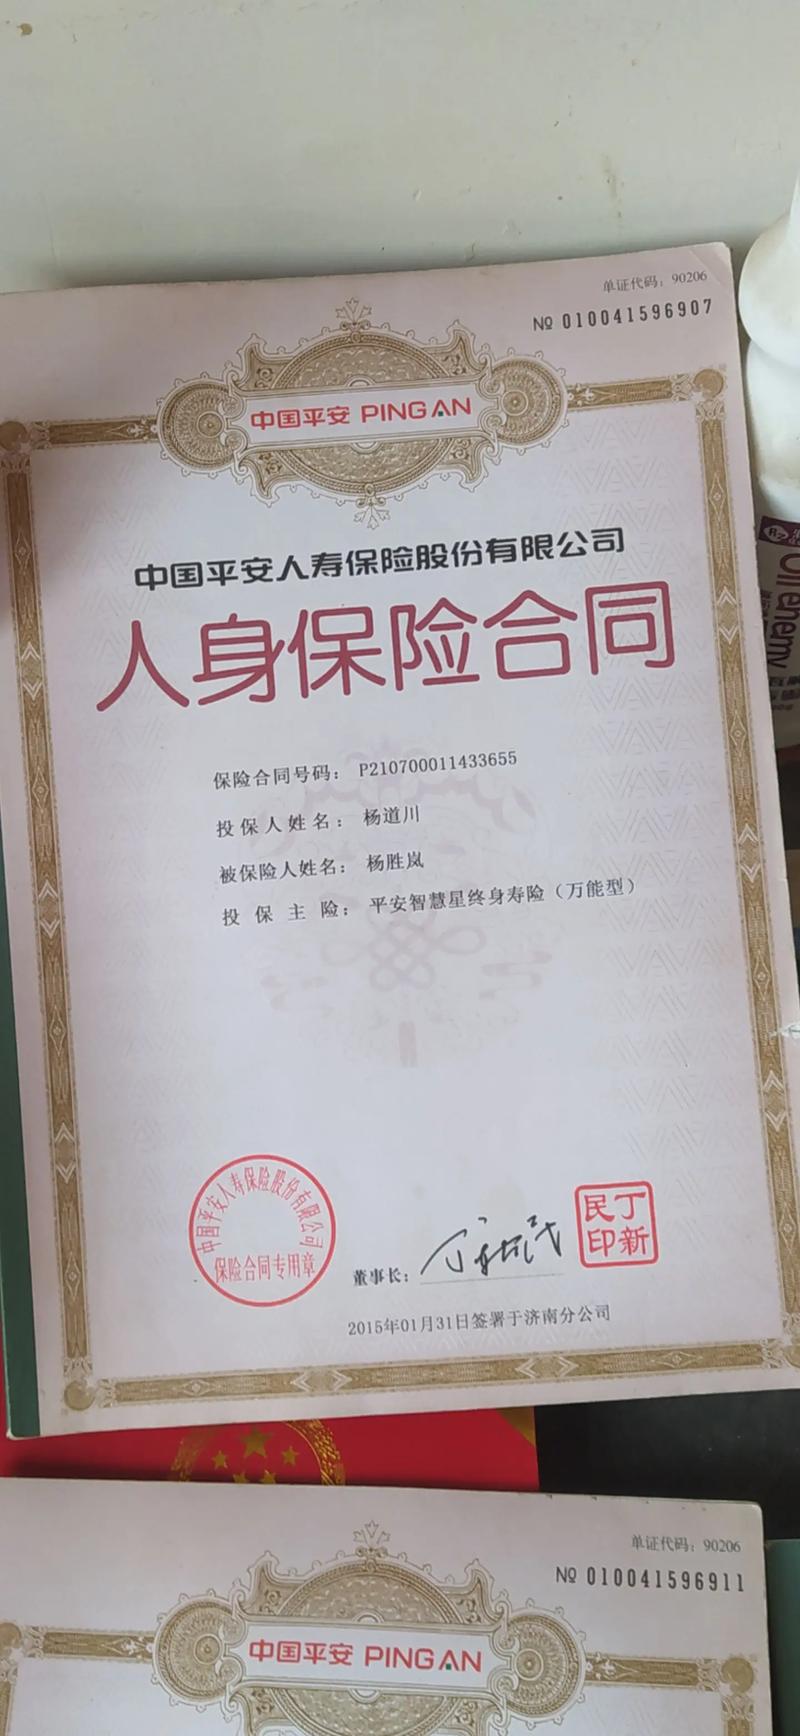 单证代码：90206
№ 010041596907
中国平安 PING AN
中国平安人寿保险股份有限公司
人身保险合同
保险合同号码：P210700011433655
投保人姓名：杨道川
被保险人姓名：杨胜岚
投保主险：平安智慧星终身寿险（万能型）
中国平安人寿保险股份有限公司
保险合同专用章
董事长：
丁新民印
2015年01月31日签署于济南分公司
单证代码：90206
№ 010041596911
中国平安 PING AN